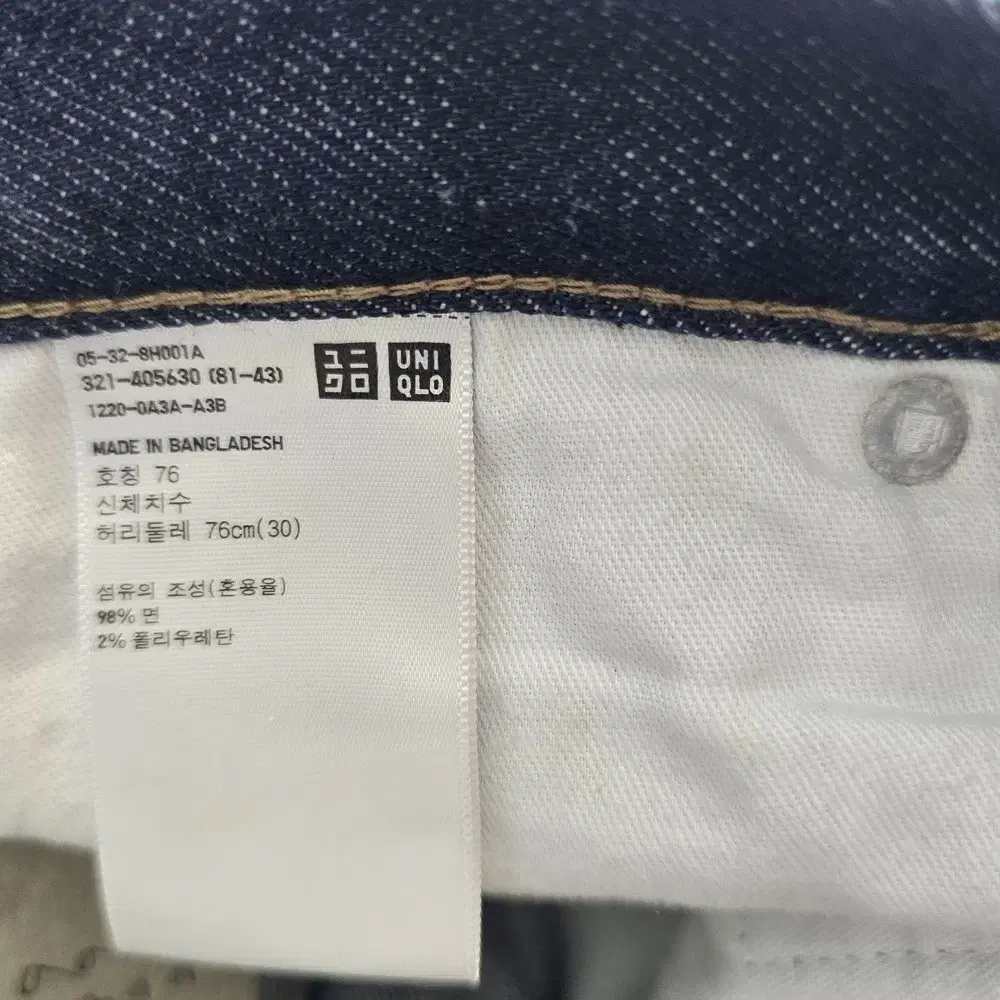 05-32-8H001A
321-405630 (81-43)
1220-0A3A-A3B
ユニ
クロ
UNI
QLO
MADE IN BANGLADESH
호칭 76
신체치수
허리둘레 76cm(30)
섬유의 조성(혼용율)
98% 면
2% 폴리우레탄